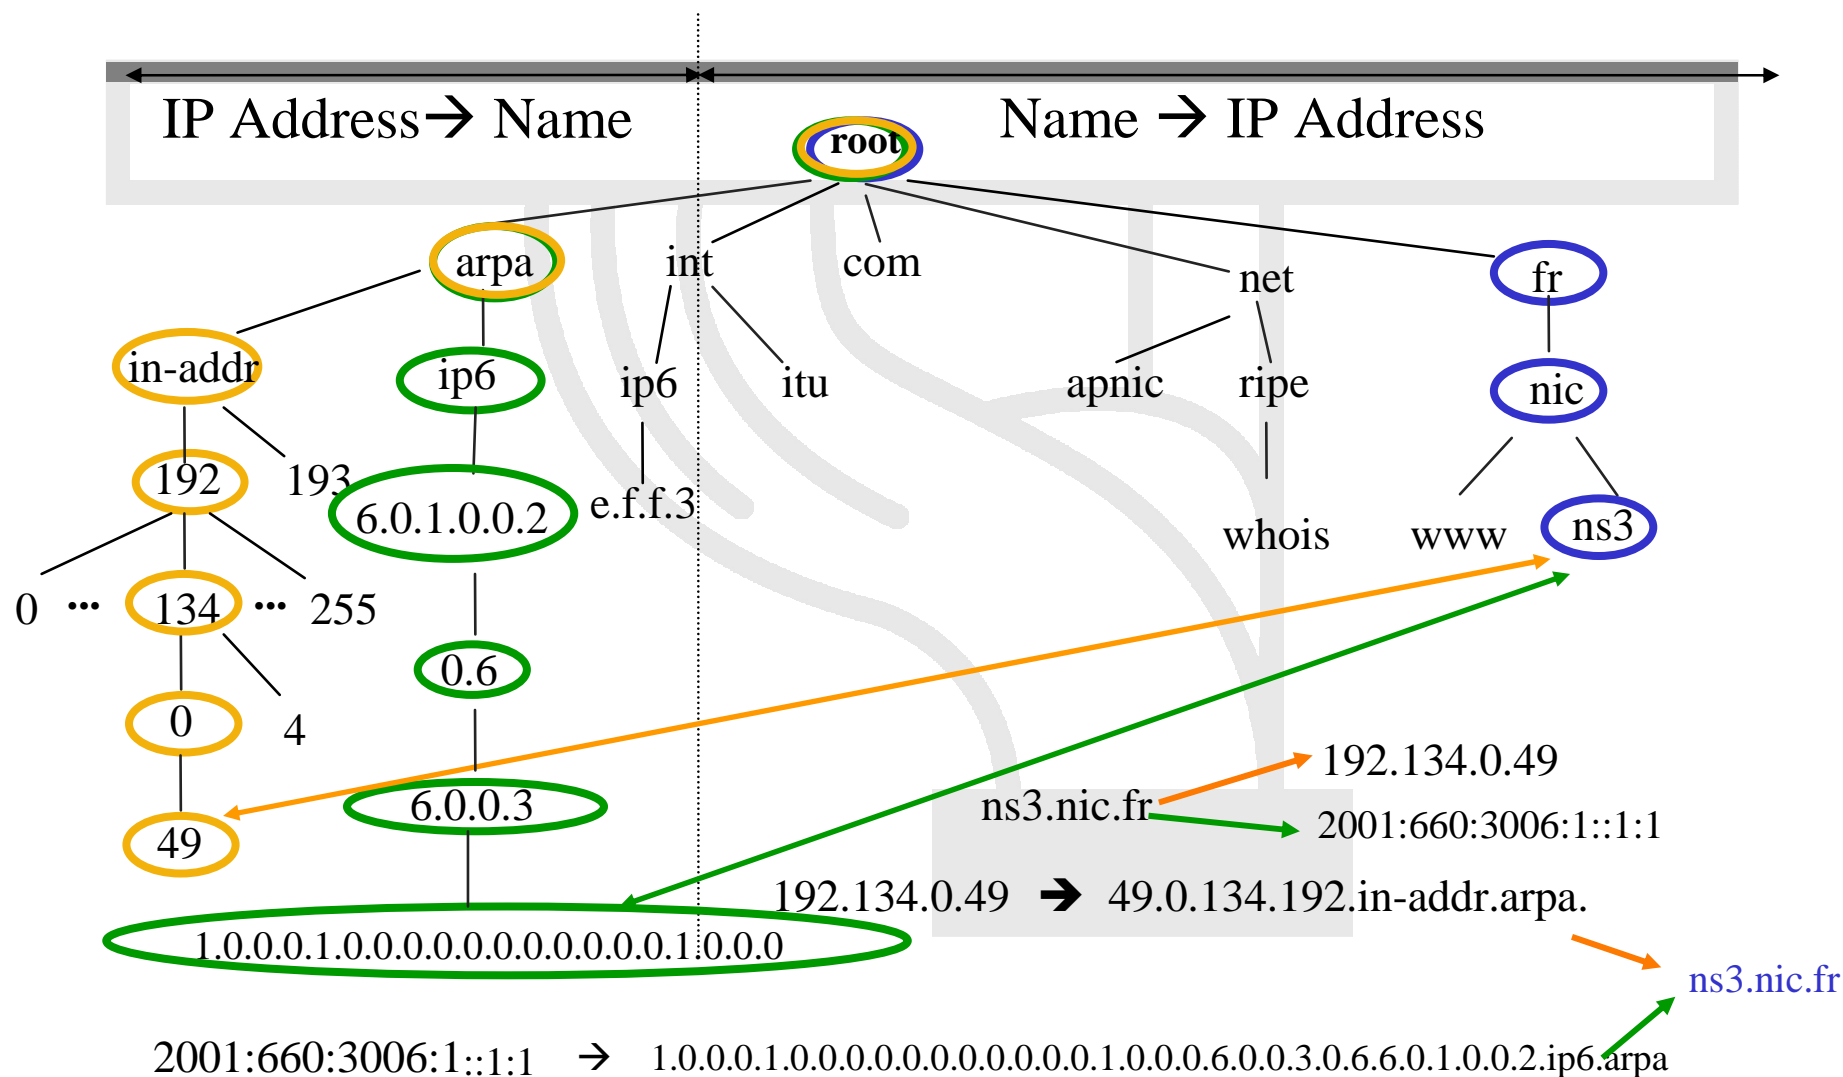 IP Address → Name
Name → IP Address
root
arpa
int
com
net
fr
in-addr
ip6
ip6
itu
apnic
ripe
nic
192
193
6.0.1.0.0.2
e.f.f.3
whois
www
ns3
0 ... 134 ... 255
0.6
0
4
192.134.0.49
6.0.0.3
ns3.nic.fr
2001:660:3006:1::1:1
49
192.134.0.49 → 49.0.134.192.in-addr.arpa.
1.0.0.0.1.0.0.0.0.0.0.0.0.0.0.0.1.0.0.0
ns3.nic.fr
2001:660:3006:1::1:1 → 1.0.0.0.1.0.0.0.0.0.0.0.0.0.0.0.1.0.0.0.6.0.0.3.0.6.6.0.1.0.0.2.ip6.arpa